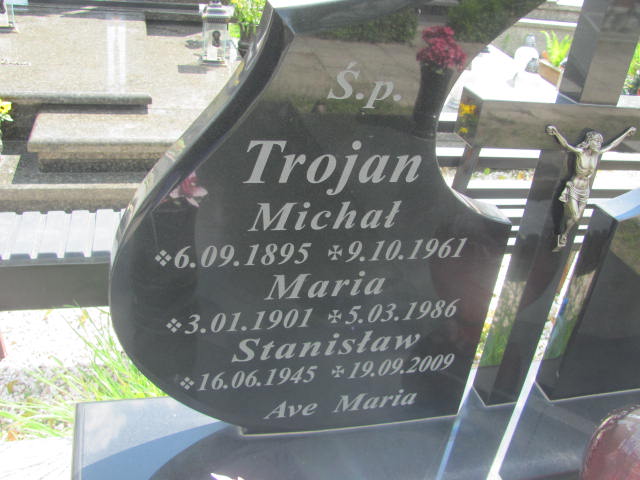 Ś.p.
Trojan
Michał
6.09.1895 ✠9.10.1961
Maria
3.01.1901 ✠5.03.1986
Stanisław
16.06.1945 ✠19.09.2009
Ave Maria